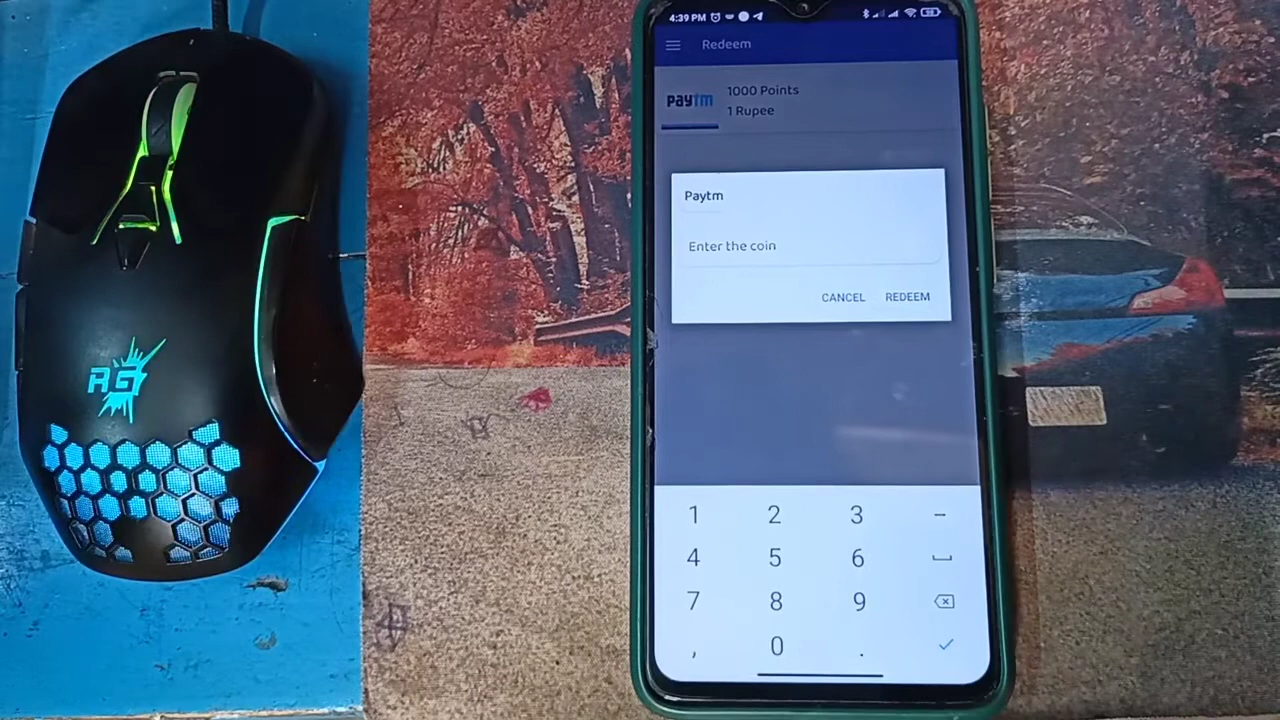 RG
4:39 PM
98
Redeem
paytm
1000 Points
1 Rupee
Paytm
Enter the coin
CANCEL REDEEM
1 2 3 -
4 5 6
7 8 9
, 0 .